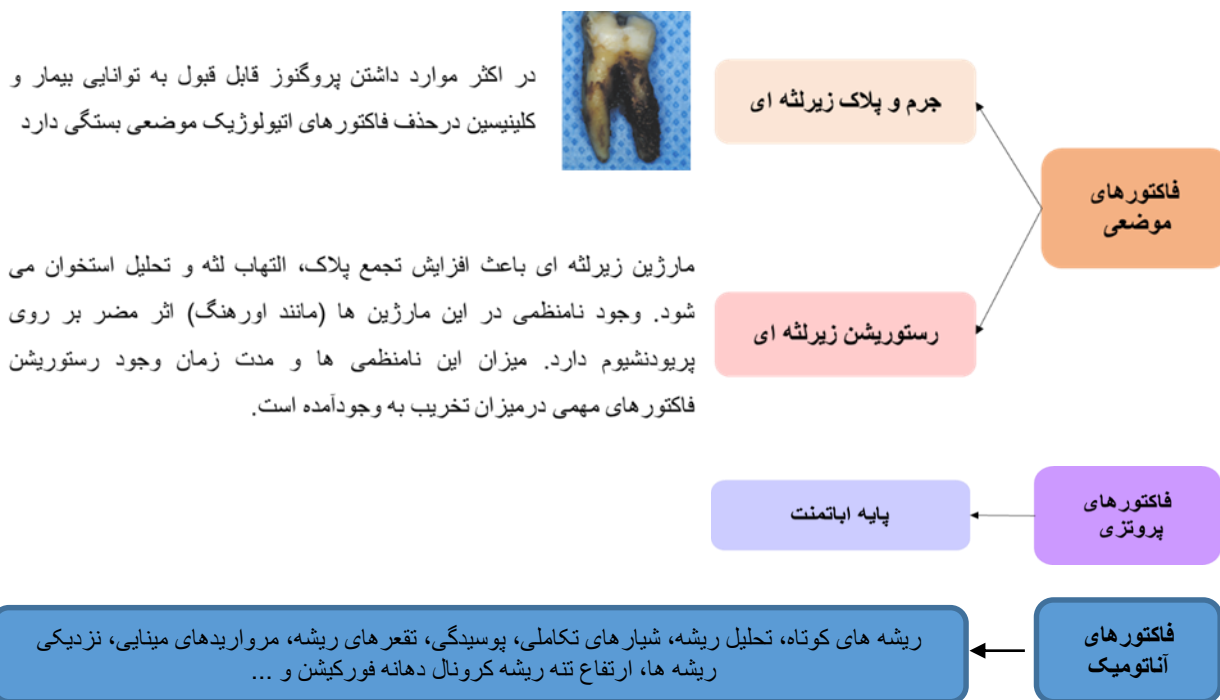 فاکتورهای
موضعی
جرم و پلاک زیرلثه ای
در اکثر موارد داشتن پروگنوز قابل قبول به توانایی بیمار و
کلینیسین درحذف فاکتورهای اتیولوژیک موضعی بستگی دارد
رستوریشن زیرلثه ای
مارژین زیرلثه ای باعث افزایش تجمع پلاک، التهاب لثه و تحلیل استخوان می
شود. وجود نامنظمی در این مارژین ها (مانند اورهنگ) اثر مضر بر روی
پریودنشیوم دارد. میزان این نامنظمی ها و مدت زمان وجود رستوریشن
فاکتورهای مهمی درمیزان تخریب به وجودآمده است.
فاکتورهای
پروتزی
پایه اباتمنت
فاکتورهای
آناتومیک
ریشه های کوتاه، تحلیل ریشه، شیارهای تکاملی، پوسیدگی، تقعرهای ریشه، مرواریدهای مینایی، نزدیکی
ریشه ها، ارتفاع تنه ریشه کرونال دهانه فورکیشن و ...